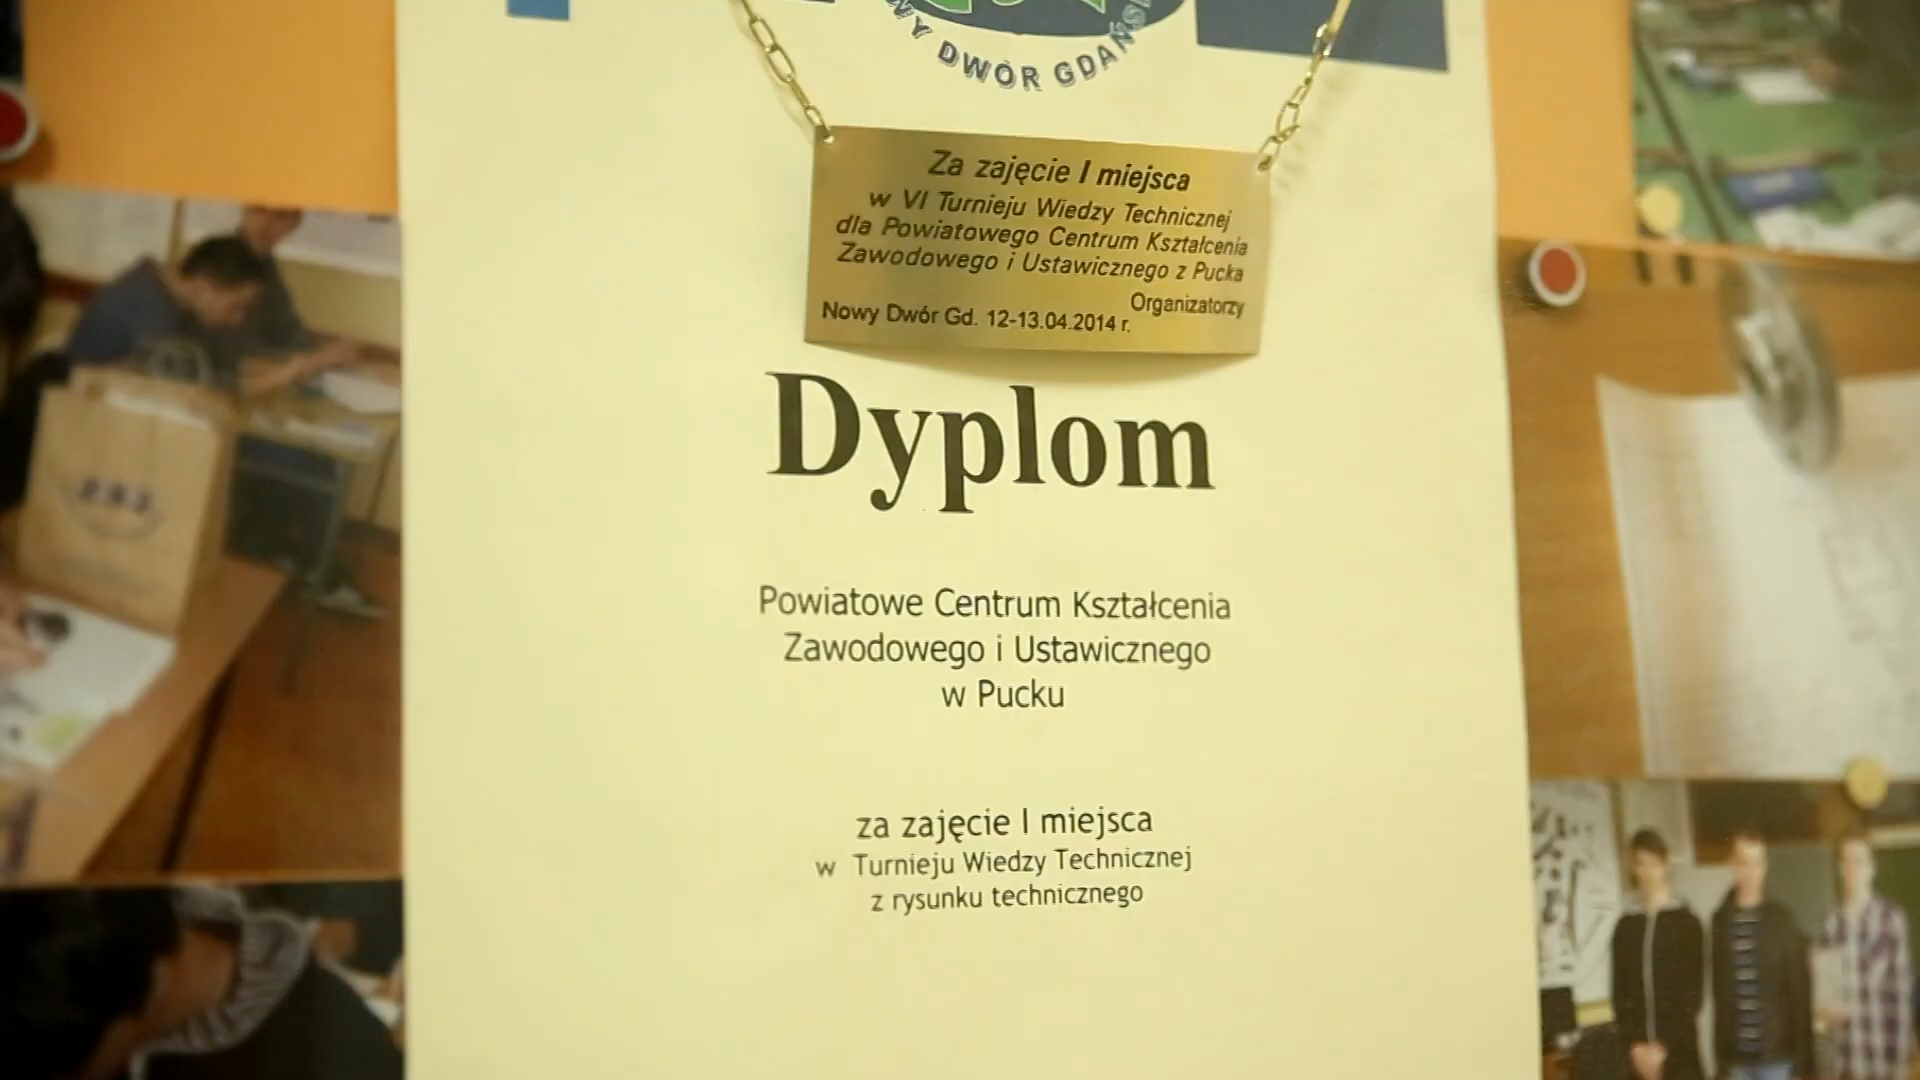 WY DWÓR GDAŃS
Za zajęcie I miejsca
w VI Turnieju Wiedzy Technicznej
dla Powiatowego Centrum Kształcenia
Zawodowego i Ustawicznego z Pucka
Organizatorzy
Nowy Dwór Gd. 12-13.04.2014 r.
Dyplom
Powiatowe Centrum Kształcenia
Zawodowego i Ustawicznego
w Pucku
za zajęcie I miejsca
w Turnieju Wiedzy Technicznej
z rysunku technicznego